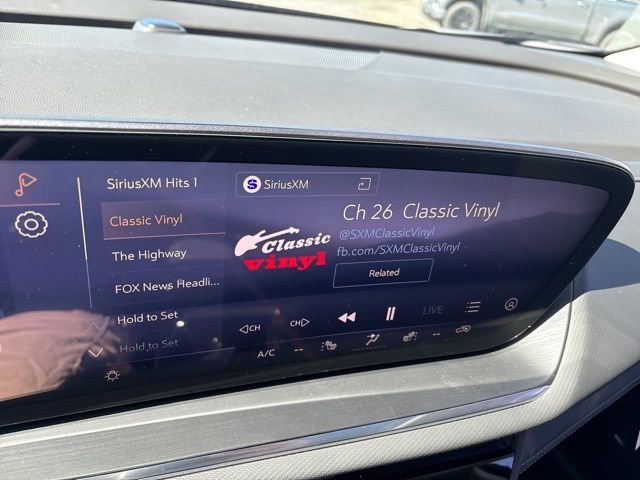 SiriusXM Hits 1
Classic Vinyl
The Highway
FOX News Headli...
Hold to Set
Hold to Set
S SiriusXM
Classic
vinyl
Ch 26 Classic Vinyl
@SXMClassicVinyl
fb.com/SXMClassicVinyl
Related
CH
CH
LIVE
A/C
--
--